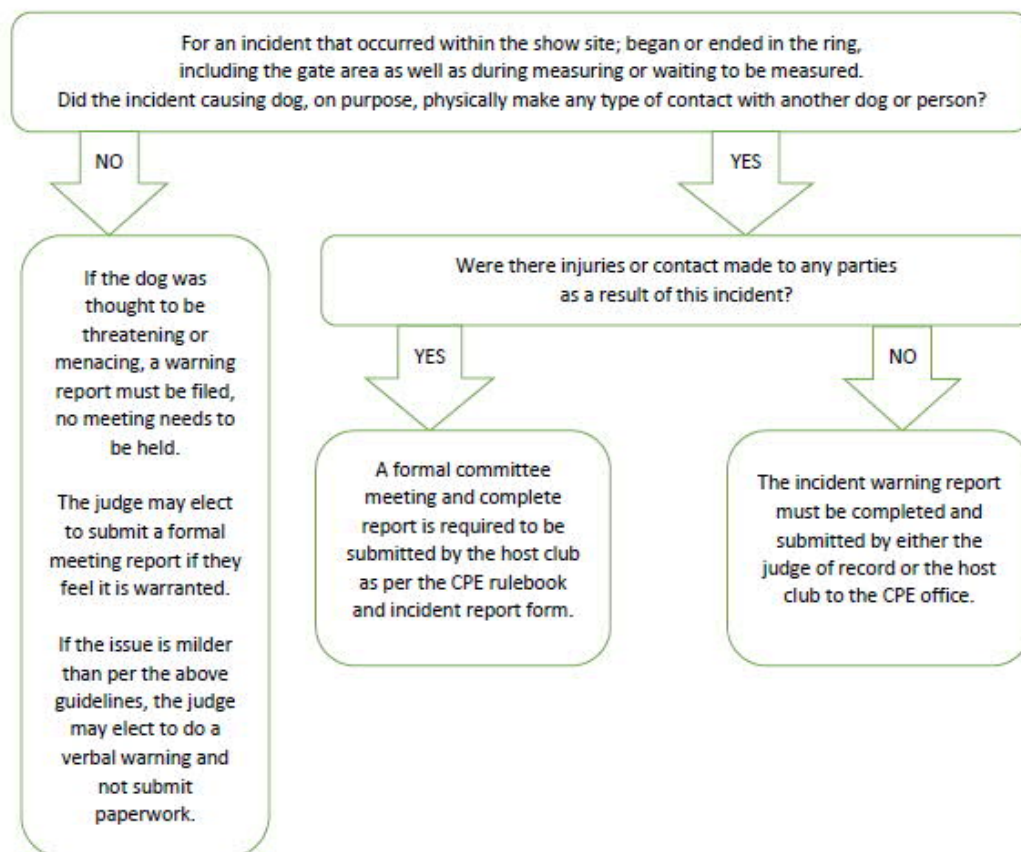 For an incident that occurred within the show site; began or ended in the ring,
including the gate area as well as during measuring or waiting to be measured.
Did the incident causing dog, on purpose, physically make any type of contact with another dog or person?
NO
YES
If the dog was
thought to be
threatening or
menacing, a warning
report must be filed,
no meeting needs to
be held.
The judge may elect
to submit a formal
meeting report if they
feel it is warranted.
If the issue is milder
than per the above
guidelines, the judge
may elect to do a
verbal warning and
not submit
paperwork.
Were there injuries or contact made to any parties
as a result of this incident?
YES
NO
A formal committee
meeting and complete
report is required to be
submitted by the host club
as per the CPE rulebook
and incident report form.
The incident warning report
must be completed and
submitted by either the
judge of record or the host
club to the CPE office.